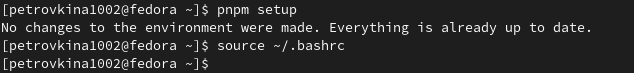 [petrovkina1002@fedora ~]$ pnpm setup
No changes to the environment were made. Everything is already up to date.
[petrovkina1002@fedora ~]$ source ~/.bashrc
[petrovkina1002@fedora ~]$